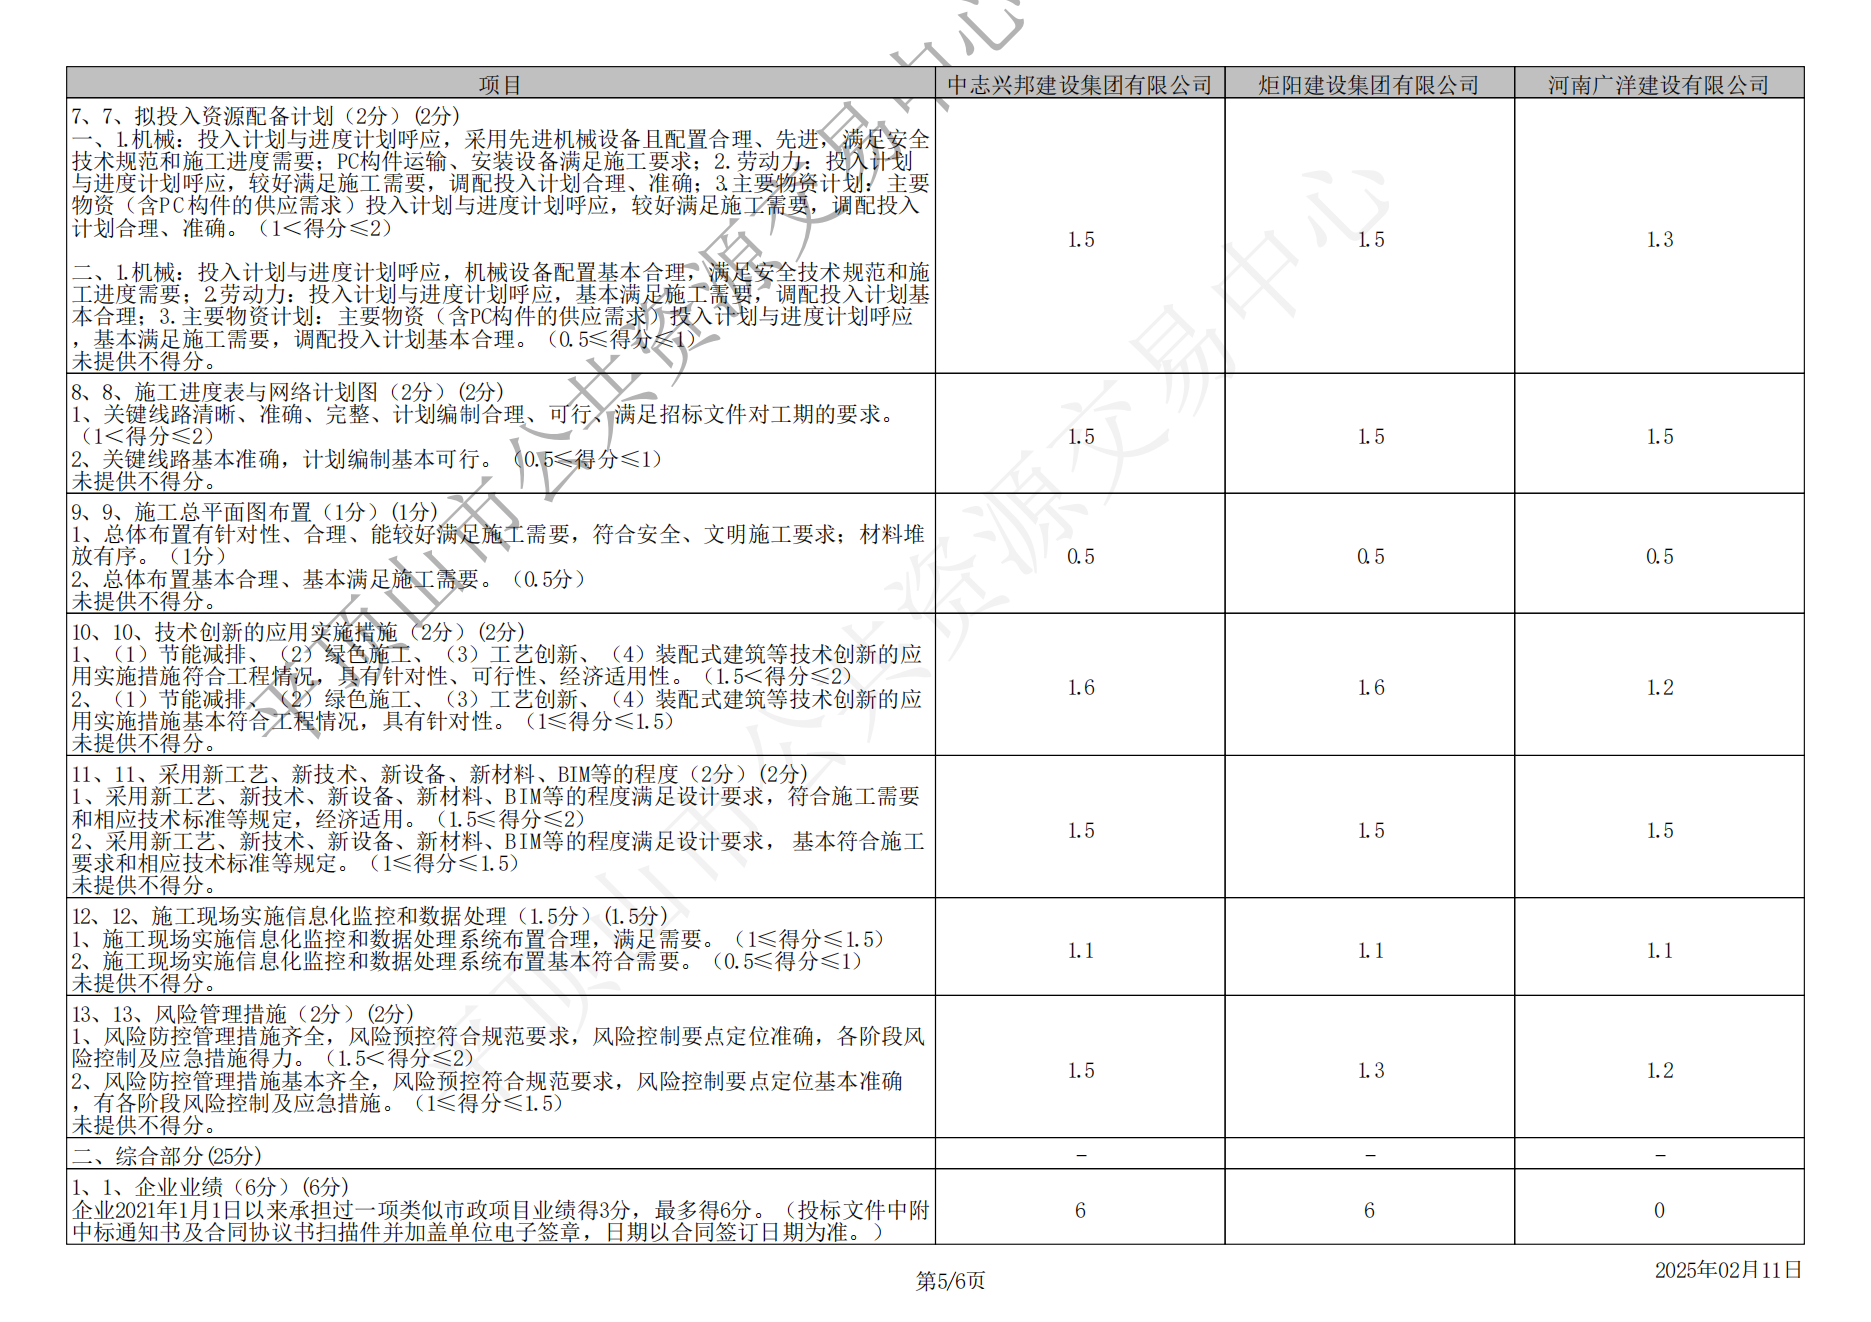 项目 中志兴邦建设集团有限公司 炬阳建设集团有限公司 河南广洋建设有限公司
7、7、拟投入资源配备计划（2分）(2分)
一、1.机械：投入计划与进度计划呼应，采用先进机械设备且配置合理、先进，满足安全
技术规范和施工进度需要；PC构件运输、安装设备满足施工要求；2.劳动力：投入计划
与进度计划呼应，较好满足施工需要，调配投入计划合理、准确；3.主要物资计划：主要
物资（含PC构件的供应需求）投入计划与进度计划呼应，较好满足施工需要，调配投入
计划合理、准确。（1＜得分≤2）
1.5 1.5 1.3
二、1.机械：投入计划与进度计划呼应，机械设备配置基本合理，满足安全技术规范和施
工进度需要；2.劳动力：投入计划与进度计划呼应，基本满足施工需要，调配投入计划基
本合理；3.主要物资计划：主要物资（含PC构件的供应需求）投入计划与进度计划呼应
，基本满足施工需要，调配投入计划基本合理。（0.5≤得分≤1）
未提供不得分。
8、8、施工进度表与网络计划图（2分）(2分)
1、关键线路清晰、准确、完整、计划编制合理、可行、满足招标文件对工期的要求。
（1＜得分≤2）
1.5 1.5 1.5
2、关键线路基本准确，计划编制基本可行。（0.5≤得分≤1）
未提供不得分。
9、9、施工总平面图布置（1分）(1分)
1、总体布置有针对性、合理、能较好满足施工需要，符合安全、文明施工要求；材料堆
放有序。（1分）
0.5 0.5 0.5
2、总体布置基本合理、基本满足施工需要。（0.5分）
未提供不得分。
10、10、技术创新的应用实施措施（2分）(2分)
1、（1）节能减排、（2）绿色施工、（3）工艺创新、（4）装配式建筑等技术创新的应
用实施措施符合工程情况，具有针对性、可行性、经济适用性。（1.5＜得分≤2）
1.6 1.6 1.2
2、（1）节能减排、（2）绿色施工、（3）工艺创新、（4）装配式建筑等技术创新的应
用实施措施基本符合工程情况，具有针对性。（1≤得分≤1.5）
未提供不得分。
11、11、采用新工艺、新技术、新设备、新材料、BIM等的程度（2分）(2分)
1、采用新工艺、新技术、新设备、新材料、BIM等的程度满足设计要求，符合施工需要
和相应技术标准等规定，经济适用。（1.5≤得分≤2）
1.5 1.5 1.5
2、采用新工艺、新技术、新设备、新材料、BIM等的程度满足设计要求， 基本符合施工
要求和相应技术标准等规定。（1≤得分≤1.5）
未提供不得分。
12、12、施工现场实施信息化监控和数据处理（1.5分）(1.5分)
1、施工现场实施信息化监控和数据处理系统布置合理，满足需要。（1≤得分≤1.5）
1.1 1.1 1.1
2、施工现场实施信息化监控和数据处理系统布置基本符合需要。（0.5≤得分≤1）
未提供不得分。
13、13、风险管理措施（2分）(2分)
1、风险防控管理措施齐全，风险预控符合规范要求，风险控制要点定位准确，各阶段风
险控制及应急措施得力。（1.5＜得分≤2）
1.5 1.3 1.2
2、风险防控管理措施基本齐全，风险预控符合规范要求，风险控制要点定位基本准确
，有各阶段风险控制及应急措施。（1≤得分≤1.5）
未提供不得分。
二、综合部分(25分) - - -
1、1、企业业绩（6分）(6分)
企业2021年1月1日以来承担过一项类似市政项目业绩得3分，最多得6分。（投标文件中附
6 6 0
中标通知书及合同协议书扫描件并加盖单位电子签章，日期以合同签订日期为准。）
第5/6页
2025年02月11日
平顶山市公共资源交易中心
平顶山市公共资源交易中心